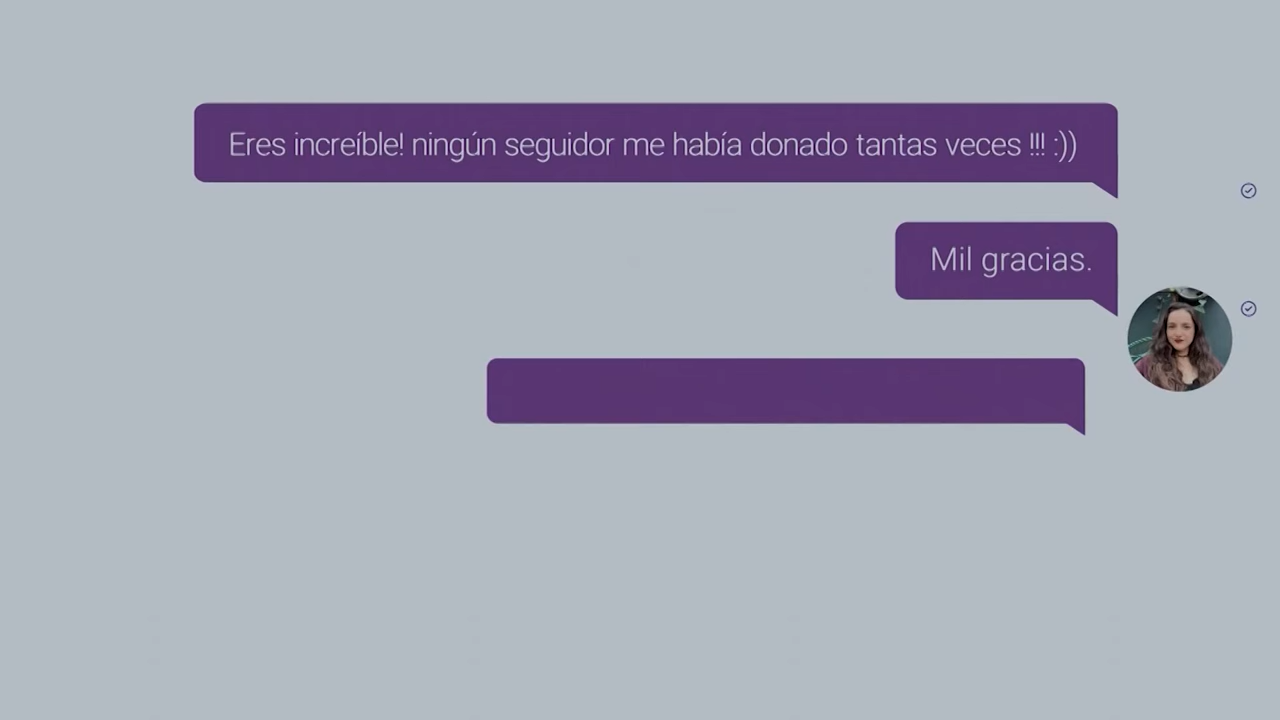 Eres increíble! ningún seguidor me había donado tantas veces !!! :))
Mil gracias.